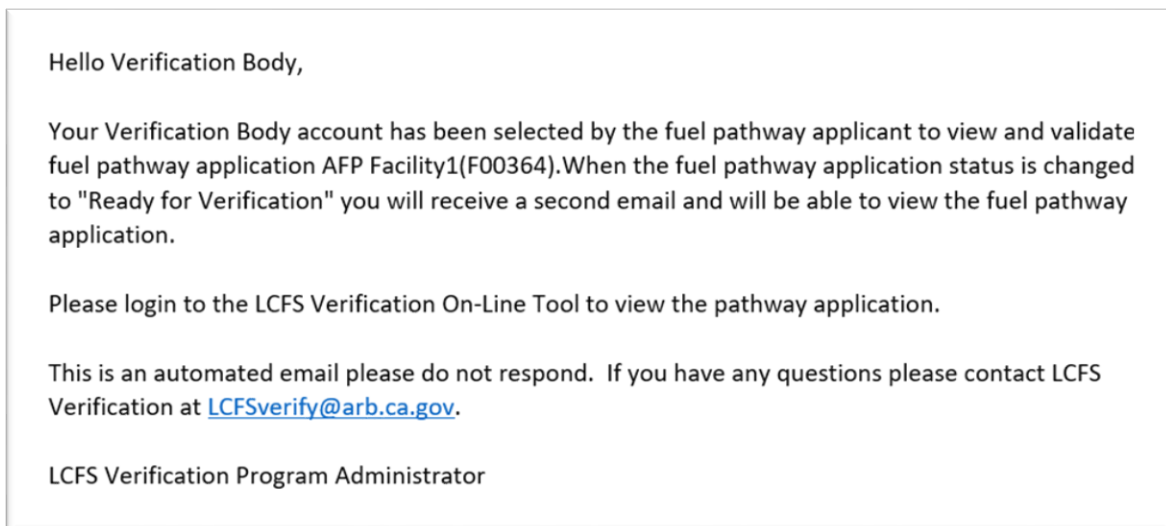 Hello Verification Body,
Your Verification Body account has been selected by the fuel pathway applicant to view and validate
fuel pathway application AFP Facility1(F00364).When the fuel pathway application status is changed
to "Ready for Verification" you will receive a second email and will be able to view the fuel pathway
application.
Please login to the LCFS Verification On-Line Tool to view the pathway application.
This is an automated email please do not respond.  If you have any questions please contact LCFS
Verification at LCFSverify@arb.ca.gov.
LCFS Verification Program Administrator